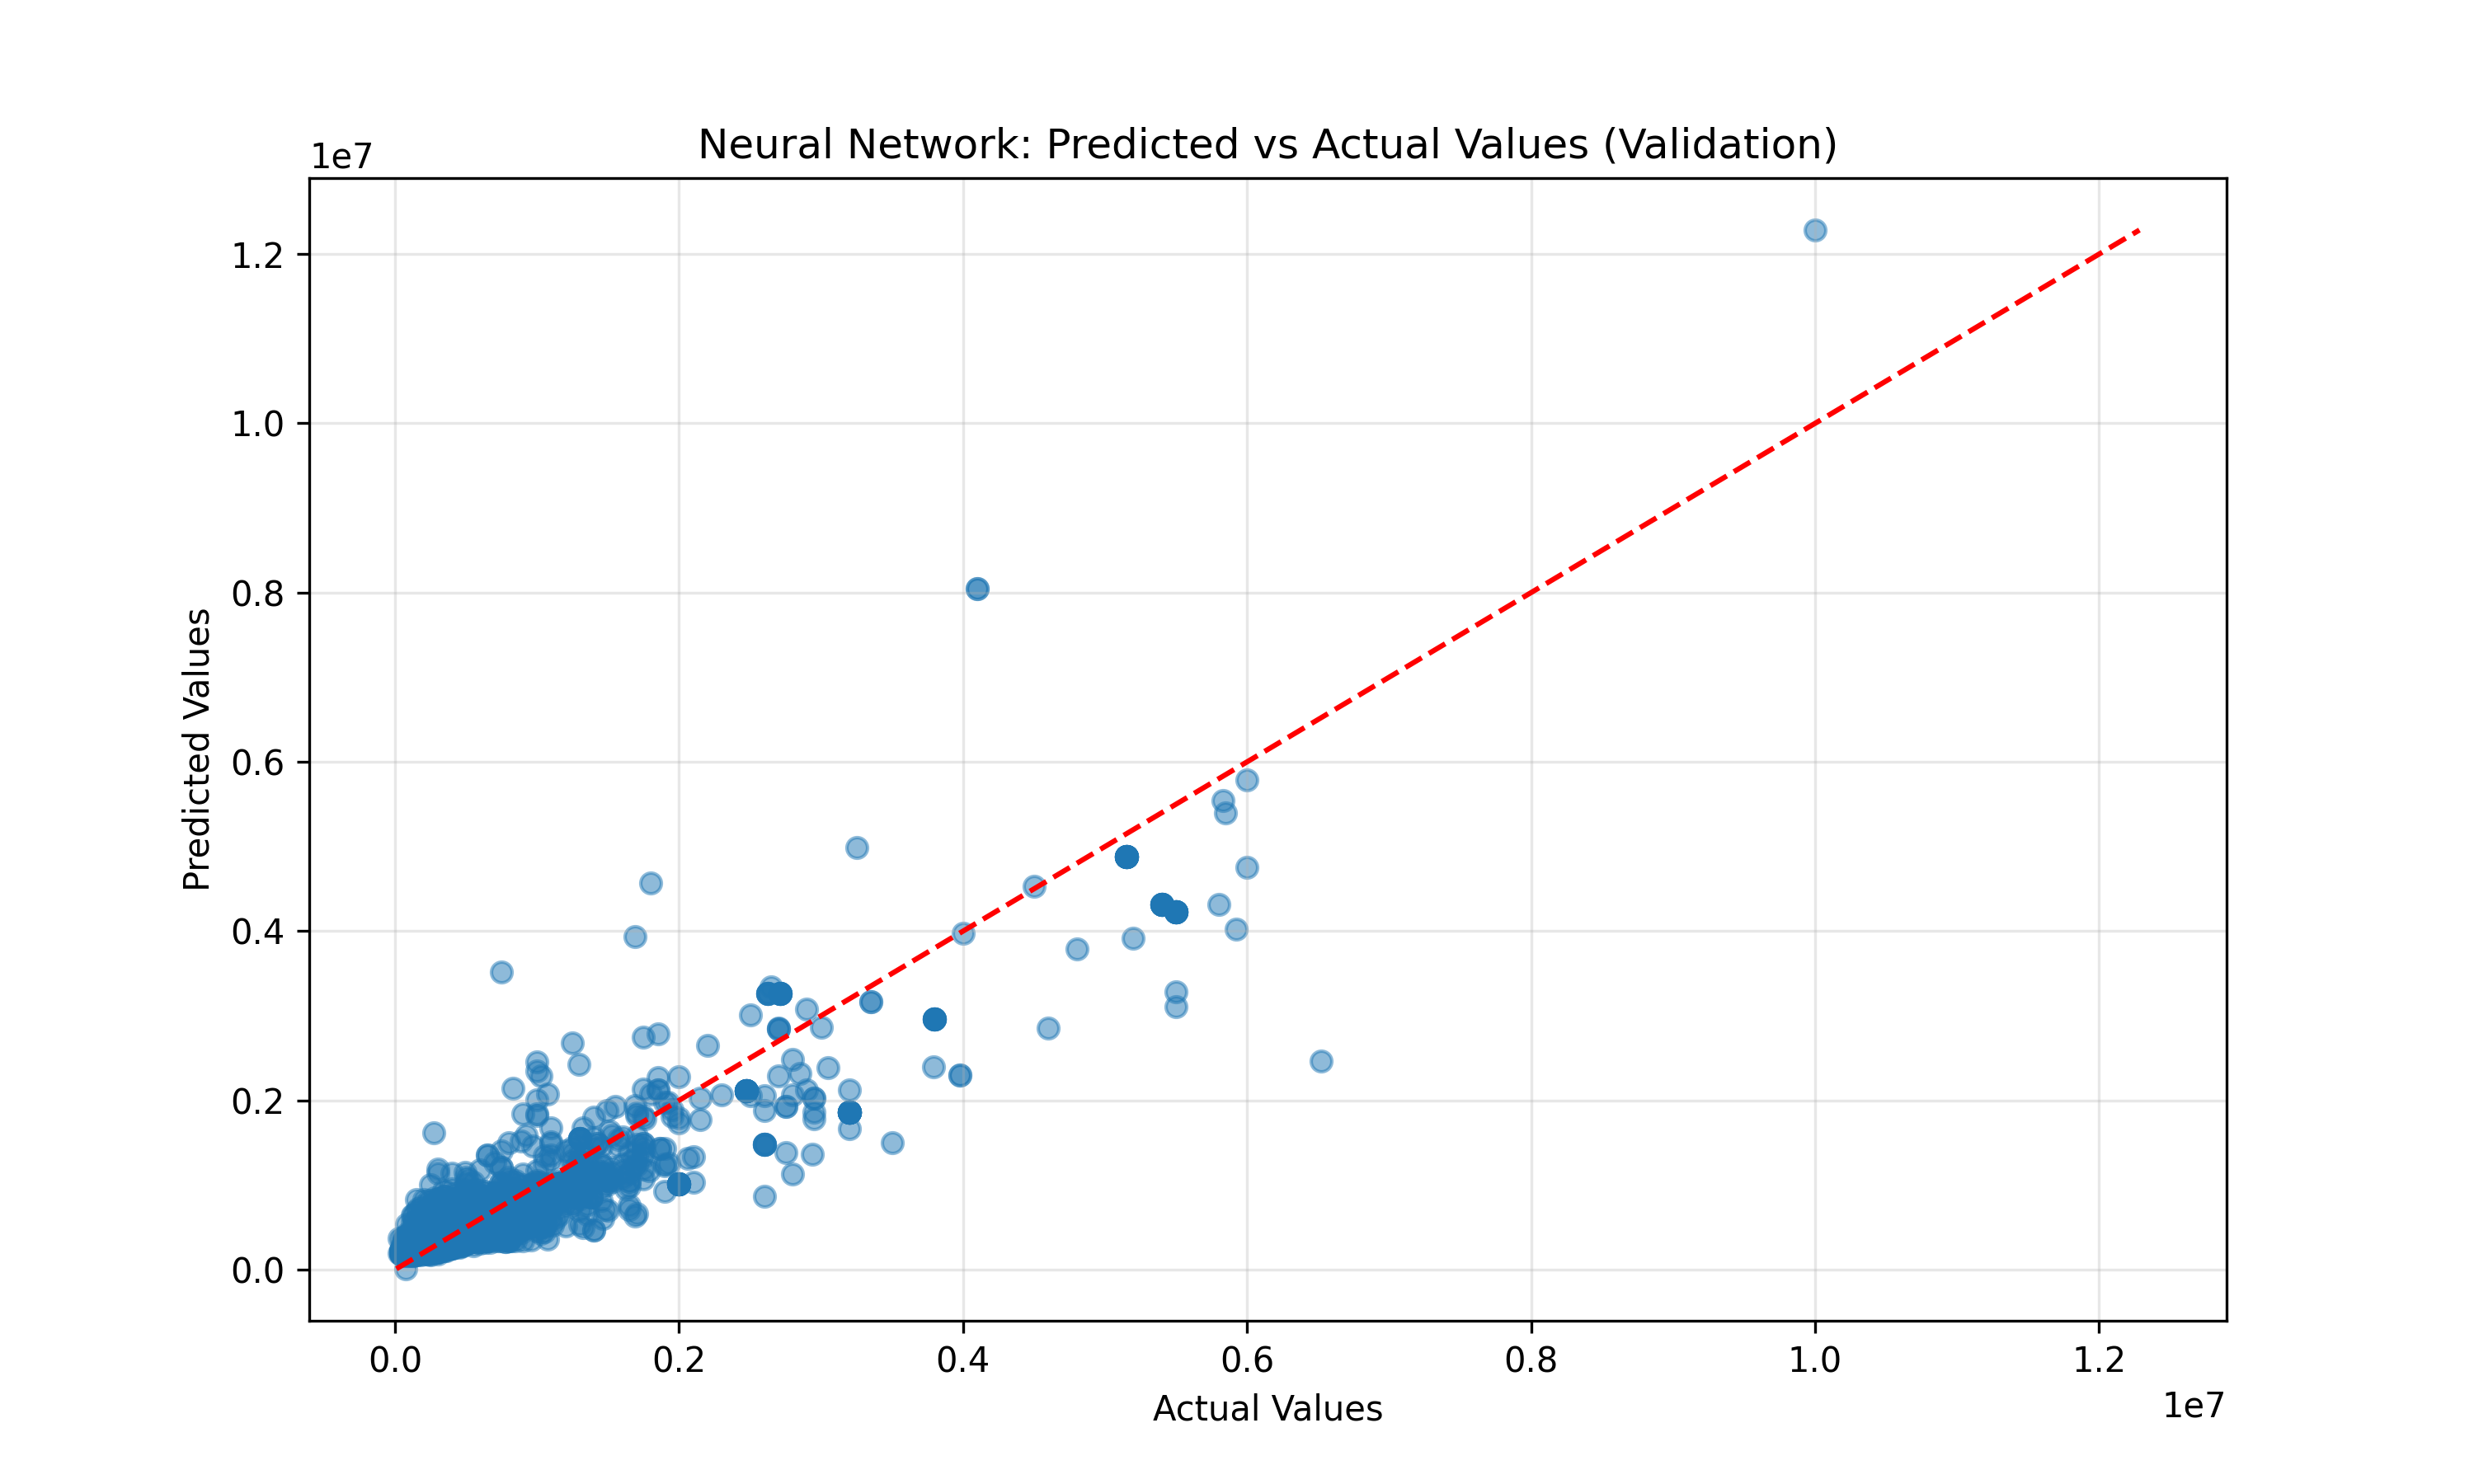 Neural Network: Predicted vs Actual Values (Validation)
1e7
1.2
1.0
0.8
0.6
0.4
0.2
0.0
Predicted Values
0.0 0.2 0.4 0.6 0.8 1.0 1.2
1e7
Actual Values